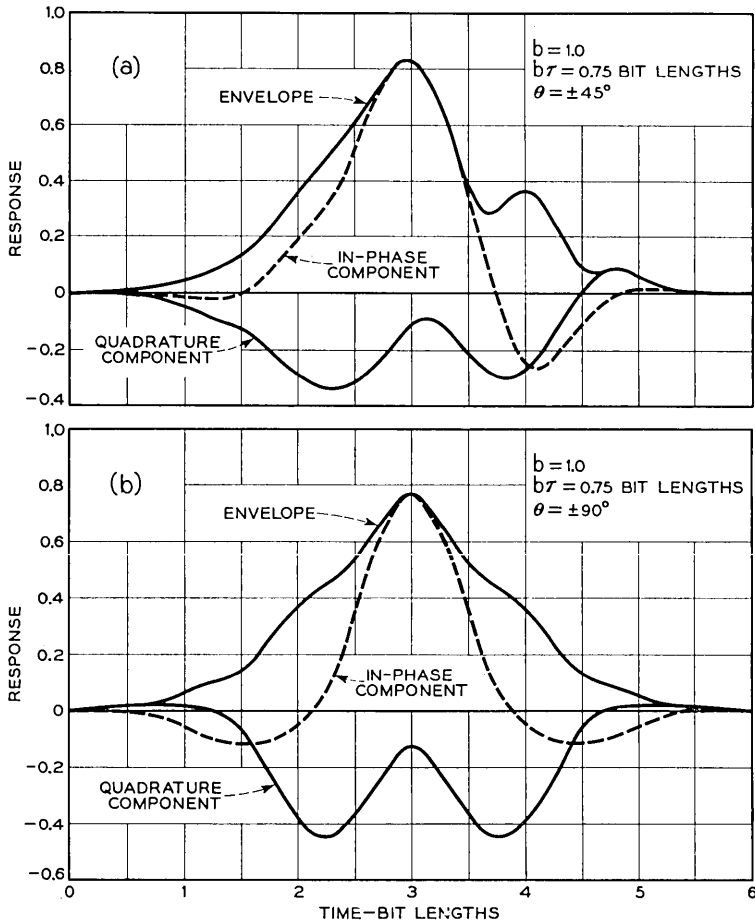 1.0
(a)
b = 1.0
bτ = 0.75 BIT LENGTHS
θ = ±45°
0.8
ENVELOPE
0.6
RESPONSE
0.4
0.2
IN-PHASE
COMPONENT
0
QUADRATURE
COMPONENT
-0.2
-0.4
1.0
(b)
b = 1.0
bτ = 0.75 BIT LENGTHS
θ = ±90°
0.8
ENVELOPE
0.6
RESPONSE
0.4
0.2
IN-PHASE
COMPONENT
0
-0.2
QUADRATURE
COMPONENT
-0.4
-0.6
0 1 2 3 4 5 6
TIME-BIT LENGTHS